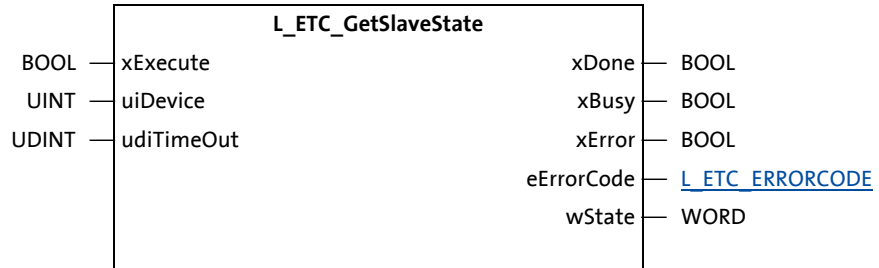 L_ETC_GetSlaveState
BOOL xExecute xDone BOOL
UINT uiDevice xBusy BOOL
UDINT udiTimeOut xError BOOL
eErrorCode L_ETC_ERRORCODE
wState WORD